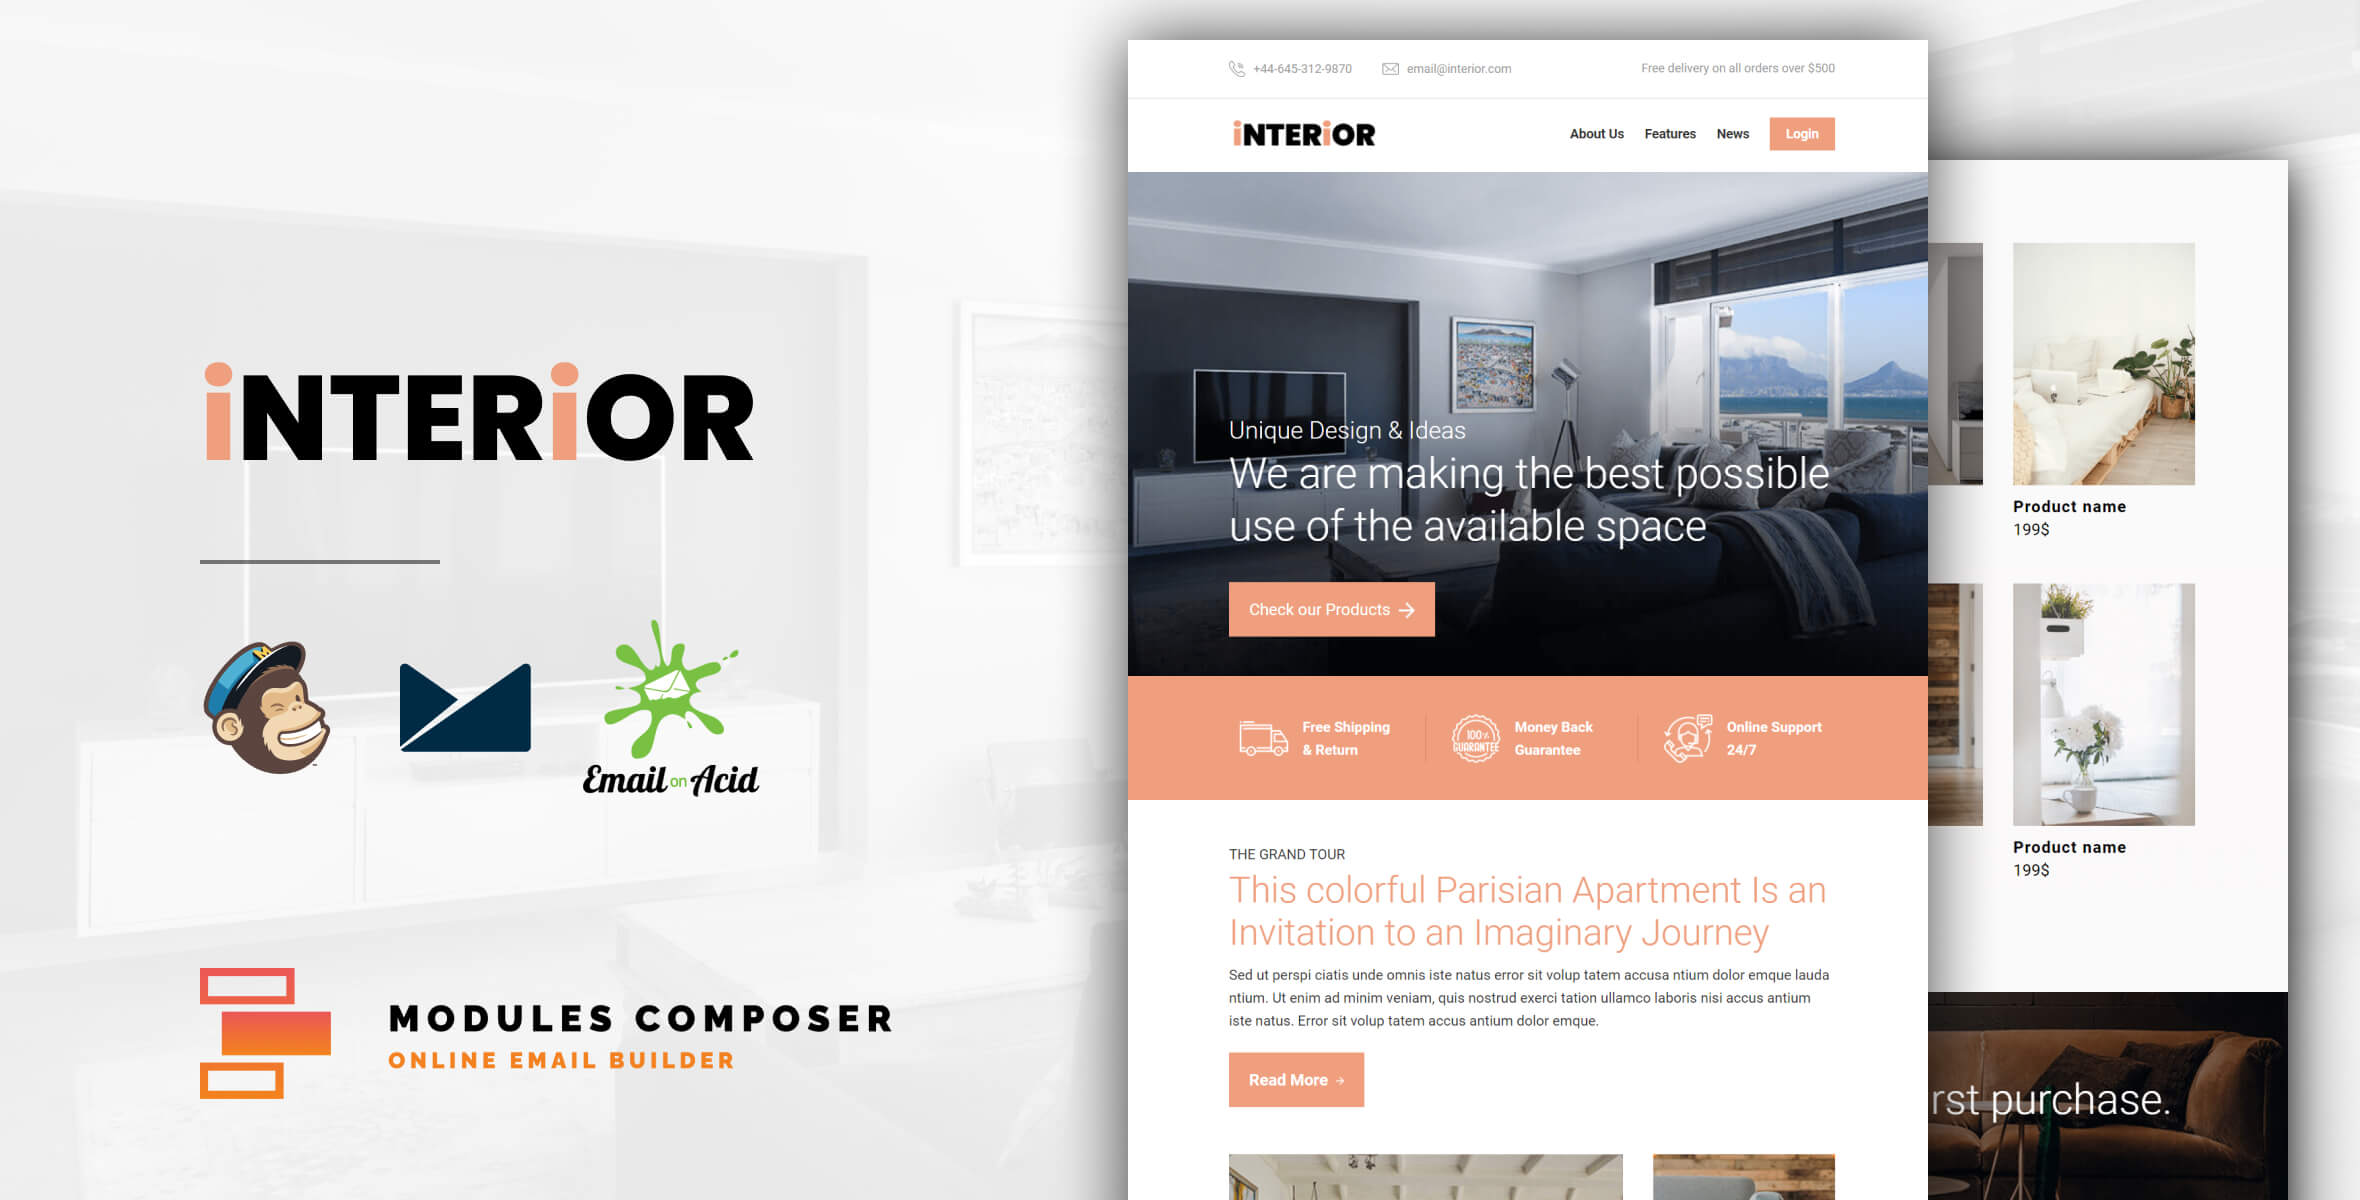 iNTERiOR
Email on Acid
MODULES COMPOSER
ONLINE EMAIL BUILDER
+44-645-312-9870
email@interior.com
Free delivery on all orders over $500
iNTERiOR
About Us
Features
News
Login
Unique Design & Ideas
We are making the best possible
use of the available space
Check our Products
Free Shipping
& Return
100%
GUARANTEE
Money Back
Guarantee
Online Support
24/7
THE GRAND TOUR
This colorful Parisian Apartment Is an
Invitation to an Imaginary Journey
Sed ut perspi ciatis unde omnis iste natus error sit volup tatem accusa ntium dolor emque lauda
ntium. Ut enim ad minim veniam, quis nostrud exerci tation ullamco laboris nisi accus antium
iste natus. Error sit volup tatem accus antium dolor emque.
Read More
Product name
199$
Product name
199$
rst purchase.